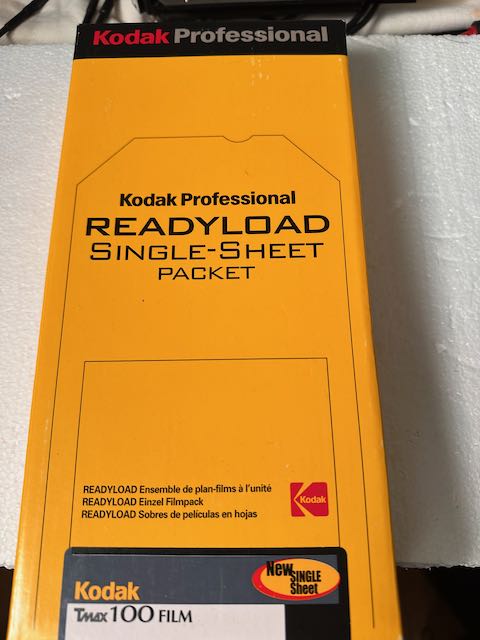 Kodak Professional
Kodak Professional
READYLOAD
SINGLE-SHEET
PACKET
READYLOAD Ensemble de plan-films à l'unité
READYLOAD Einzel Filmpack
READYLOAD Sobres de películas en hojas
Kodak
New SINGLE
Sheet
Kodak
TMAX 100 FILM